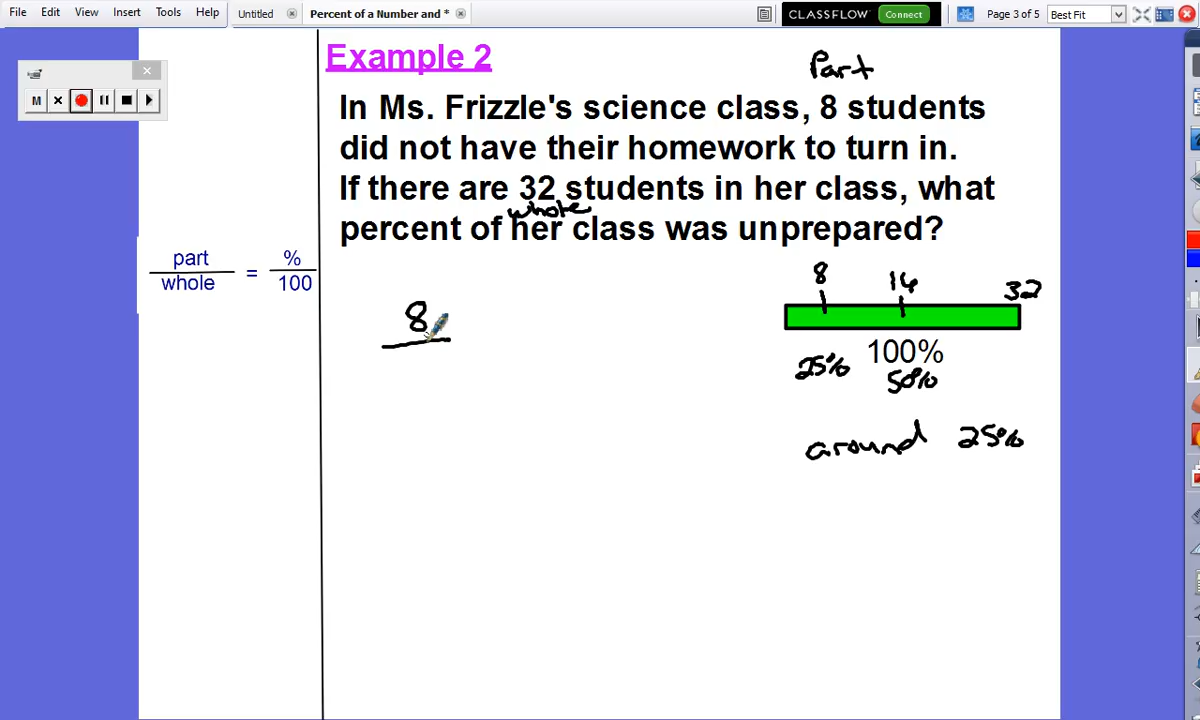 File Edit View Insert Tools Help Untitled Percent of a Number and * CLASSFLOW Connect Page 3 of 5 Best Fit
M
Example 2
Part
In Ms. Frizzle's science class, 8 students
did not have their homework to turn in.
If there are 32 students in her class, what
whole
percent of her class was unprepared?
part % 
whole = 100
8 16 32
8
100%
25% 50%
around 25%